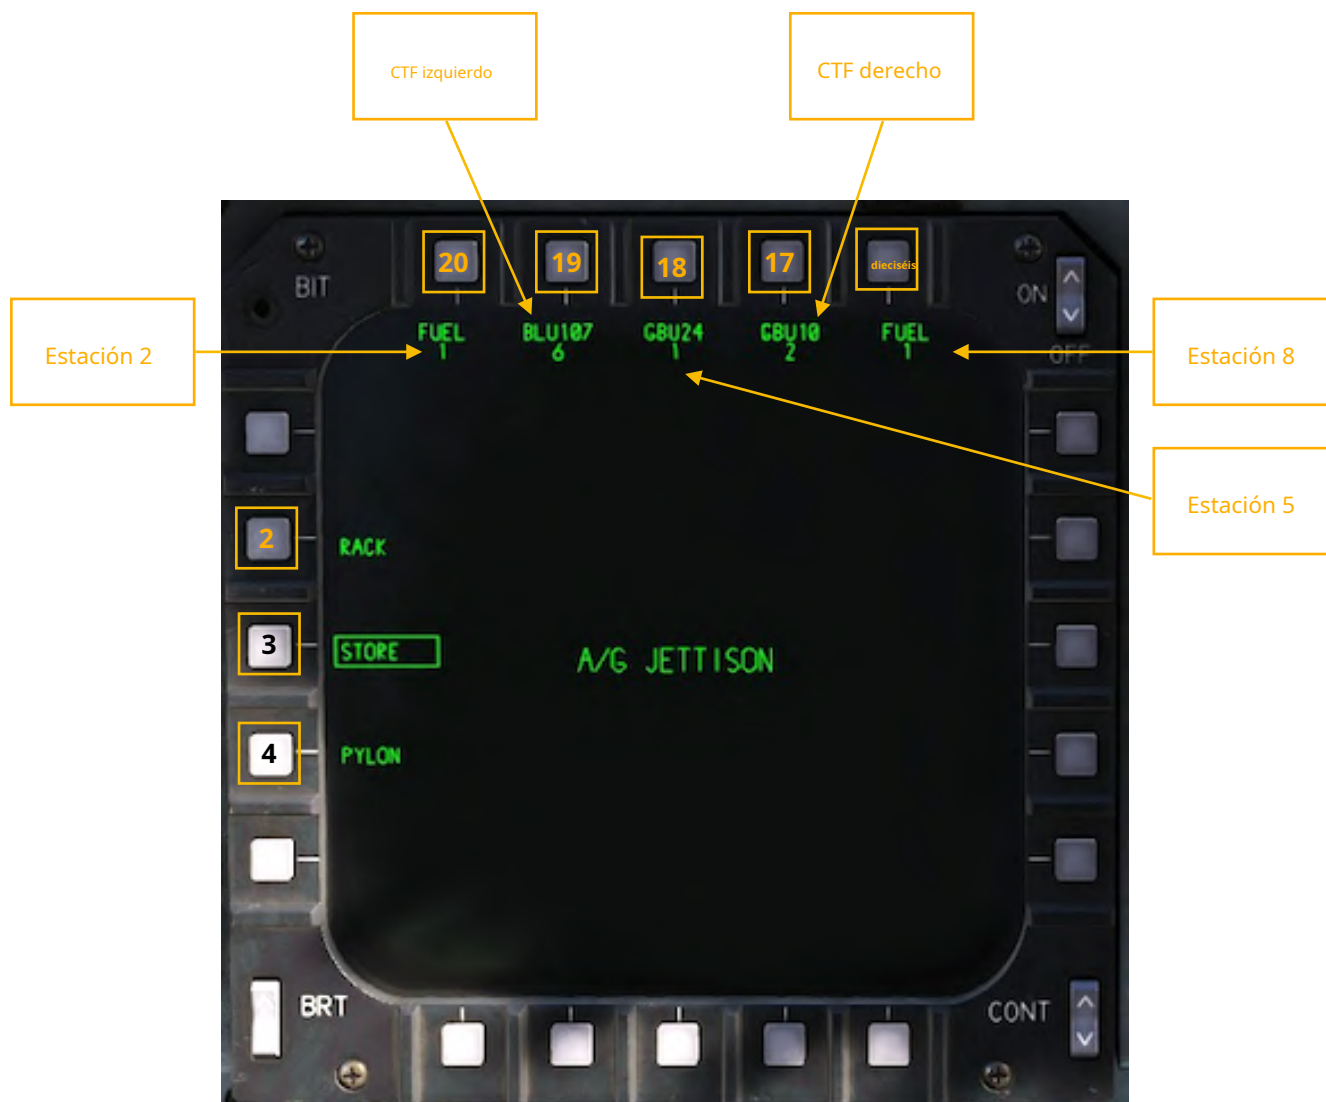 CTF izquierdo
CTF derecho
20
19
18
17
dieciséis
BIT
ON
OFF
FUEL
1
BLU107
6
GBU24
1
GBU10
2
FUEL
1
Estación 2
Estación 8
Estación 5
2
RACK
3
STORE
A/G JETTISON
4
PYLON
BRT
CONT